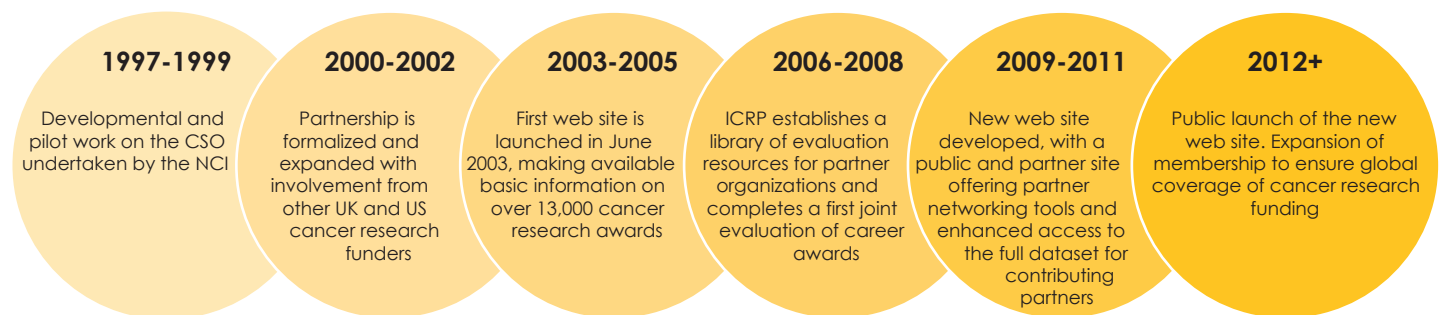 1997-1999
Developmental and
pilot work on the CSO
undertaken by the NCI
2000-2002
Partnership is
formalized and
expanded with
involvement from
other UK and US
cancer research
funders
2003-2005
First web site is
launched in June
2003, making available
basic information on
over 13,000 cancer
research awards
2006-2008
ICRP establishes a
library of evaluation
resources for partner
organizations and
completes a first joint
evaluation of career
awards
2009-2011
New web site
developed, with a
public and partner site
offering partner
networking tools and
enhanced access to
the full dataset for
contributing
partners
2012+
Public launch of the new
web site. Expansion of
membership to ensure global
coverage of cancer research
funding